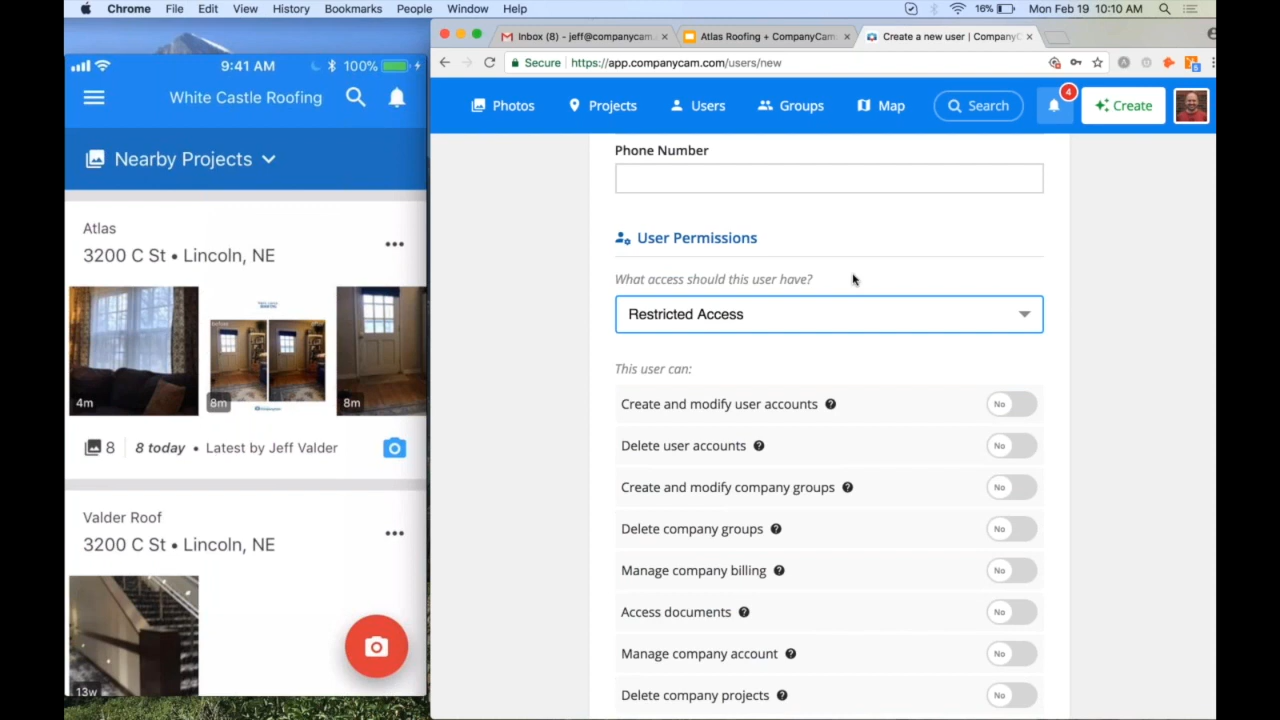 Chrome File Edit View History Bookmarks People Window Help 16% Mon Feb 19 10:10 AM
9:41 AM 100%
White Castle Roofing
Nearby Projects
Atlas
3200 C St • Lincoln, NE
4m 8m 8m
8 8 today • Latest by Jeff Valder
Valder Roof
3200 C St • Lincoln, NE
13w
Inbox (8) - jeff@companycam. Atlas Roofing + CompanyCam Create a new user | CompanyC
Secure https://app.companycam.com/users/new
Photos Projects Users Groups Map Search 4 Create
Phone Number
User Permissions
What access should this user have?
Restricted Access
This user can:
Create and modify user accounts No
Delete user accounts No
Create and modify company groups No
Delete company groups No
Manage company billing No
Access documents No
Manage company account No
Delete company projects No